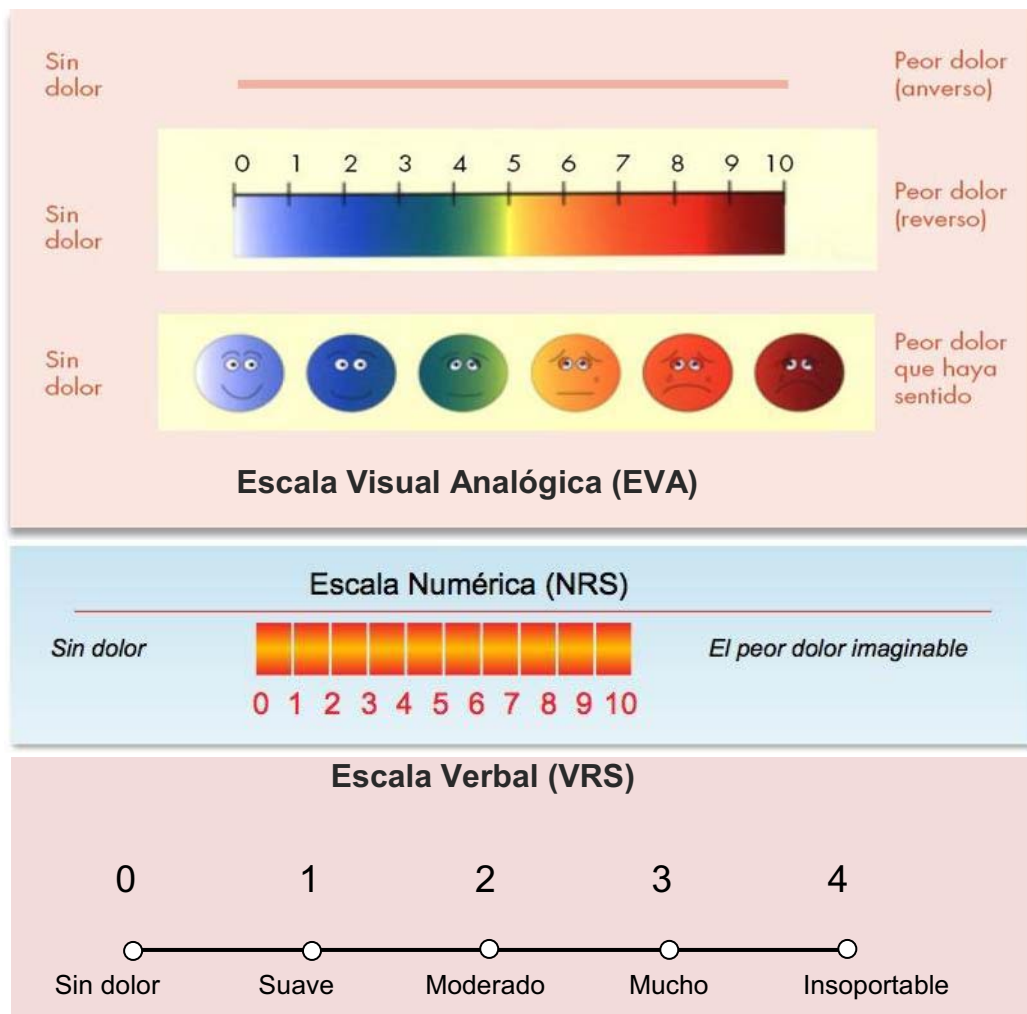 Sin
dolor
Peor dolor
(anverso)
0 1 2 3 4 5 6 7 8 9 10
Sin
dolor
Peor dolor
(reverso)
Sin
dolor
Peor dolor
que haya
sentido
Escala Visual Analógica (EVA)
Escala Numérica (NRS)
Sin dolor
El peor dolor imaginable
0 1 2 3 4 5 6 7 8 9 10
Escala Verbal (VRS)
0 1 2 3 4
Sin dolor Suave Moderado Mucho Insoportable